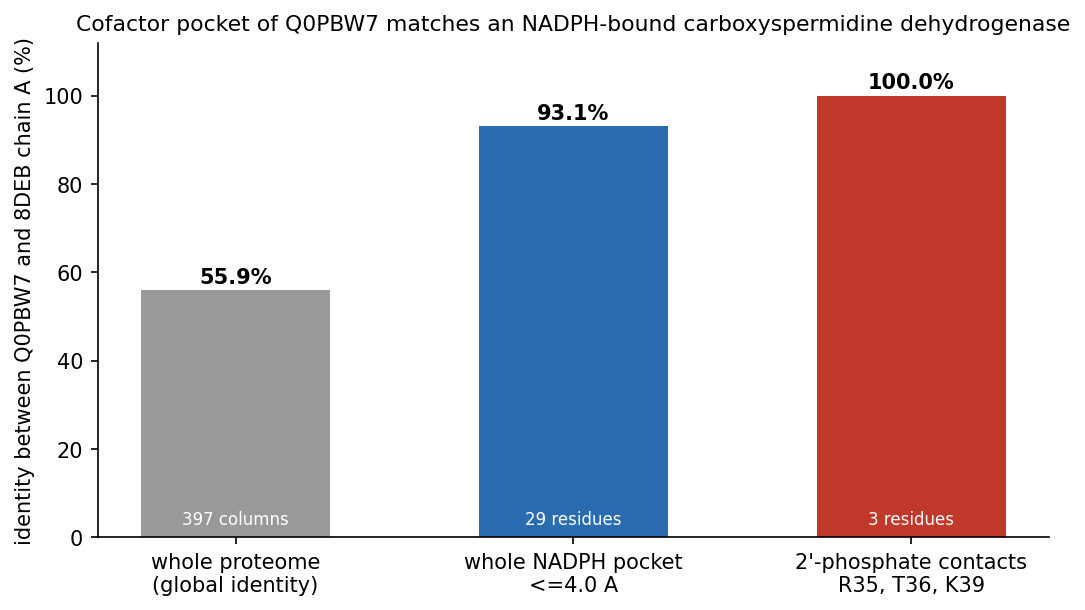 Cofactor pocket of Q0PBW7 matches an NADPH-bound carboxyspermidine dehydrogenase
identity between Q0PBW7 and 8DEB chain A (%)
100
80
60
40
20
0
55.9%
93.1%
100.0%
397 columns
29 residues
3 residues
whole proteome
(global identity)
whole NADPH pocket
<=4.0 A
2'-phosphate contacts
R35, T36, K39